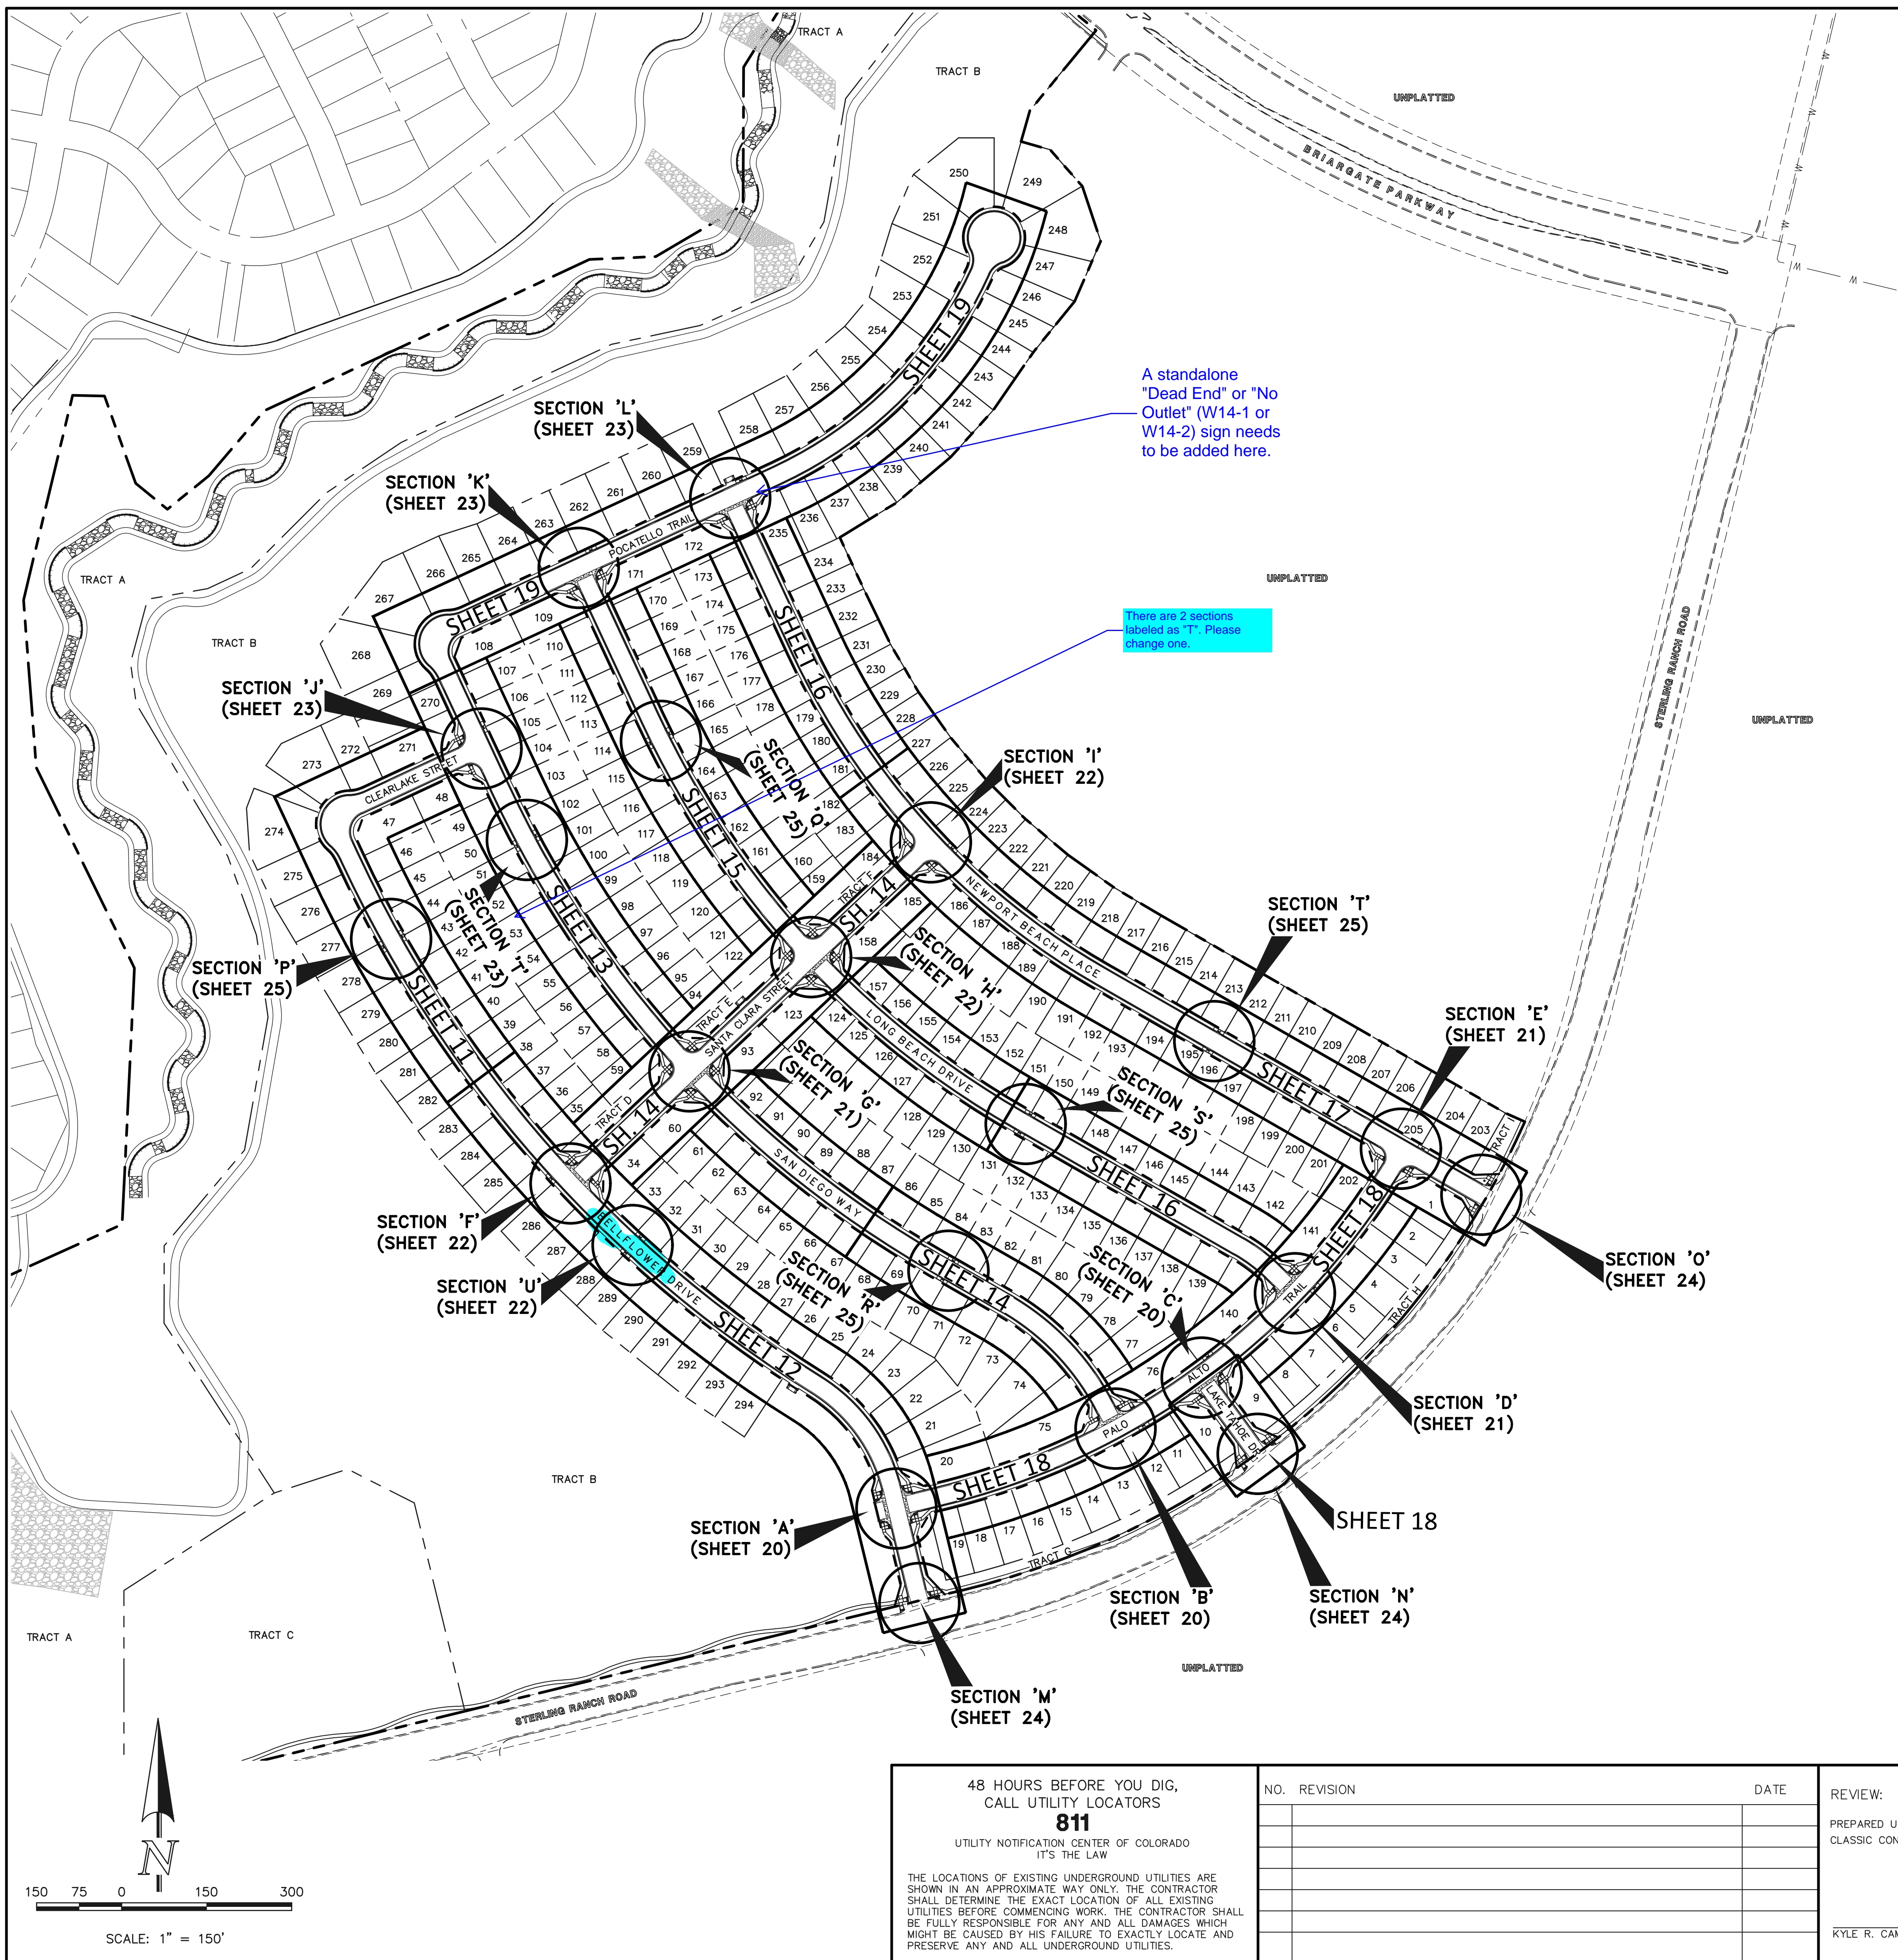 TRACT A
TRACT B
UNPLATTED
BRIARGATE PARKWAY
W
W
W
W
W
W
250
249
251
248
252
247
253
246
254
245
255
244
256
243
257
242
258
241
259
240
260
239
261
238
262
237
263
236
264
235
265
266
267
SHEET 19
A standalone
"Dead End" or "No
Outlet" (W14-1 or
W14-2) sign needs
to be added here.
SECTION 'L'
(SHEET 23)
SECTION 'K'
(SHEET 23)
POCATELLO TRAIL
172
171
SHEET 19
109
108
UNPLATTED
TRACT A
TRACT B
There are 2 sections
labeled as "T". Please
change one.
STERLING RANCH ROAD
UNPLATTED
268
269
270
271
272
273
SECTION 'J'
(SHEET 23)
CLEARLAKE STREET
107
106
105
104
103
102
101
100
99
98
97
96
95
94
110
111
112
113
114
115
116
117
118
119
120
121
122
170
169
168
167
166
165
164
163
162
161
160
159
173
174
175
176
177
178
179
180
181
182
183
184
234
233
232
231
230
229
228
227
226
225
224
223
222
221
220
219
218
217
216
215
214
213
212
211
210
209
208
207
206
205
204
203
SHEET 16
SHEET 15
SECTION 'Q'
(SHEET 25)
SECTION 'I'
(SHEET 22)
274
275
276
277
278
279
280
281
282
283
284
285
286
287
288
289
290
291
292
293
294
48
47
46
45
44
43
42
41
40
39
38
37
36
35
49
50
51
52
53
54
55
56
57
58
59
SECTION 'T'
(SHEET 23)
SHEET 13
SECTION 'P'
(SHEET 25)
SHEET 11
TRACT F
SH. 14
185
158
NEWPORT BEACH PLACE
186
187
188
189
190
191
192
193
194
195
196
197
198
199
200
201
202
SECTION 'T'
(SHEET 25)
SECTION 'E'
(SHEET 21)
SHEET 17
SECTION 'H'
(SHEET 22)
TRACT E
SANTA CLARA STREET
123
93
124
125
126
127
128
129
130
131
132
133
134
135
136
137
138
139
140
LONG BEACH DRIVE
157
156
155
154
153
152
151
150
149
148
147
146
145
144
143
142
141
SECTION 'S'
(SHEET 25)
SHEET 16
SECTION 'G'
(SHEET 21)
TRACT D
SH. 14
60
34
SECTION 'F'
(SHEET 22)
BELLFLOWER DRIVE
SECTION 'U'
(SHEET 22)
33
32
31
30
29
28
27
26
25
24
23
22
21
20
61
62
63
64
65
66
67
68
69
70
71
72
73
74
75
SAN DIEGO WAY
92
91
90
89
88
87
86
85
84
83
82
81
80
79
78
77
76
SECTION 'R'
(SHEET 25)
SHEET 14
SHEET 12
SECTION 'C'
(SHEET 20)
SHEET 18
TRACT I
SECTION 'O'
(SHEET 24)
1
2
3
4
5
6
7
8
9
10
11
12
13
14
15
16
17
18
19
TRACT H
TRAIL
ALTO
PALO
LAKE TAHOE DR
SECTION 'D'
(SHEET 21)
SHEET 18
SHEET 18
TRACT G
SECTION 'A'
(SHEET 20)
SECTION 'B'
(SHEET 20)
SECTION 'N'
(SHEET 24)
SECTION 'M'
(SHEET 24)
TRACT B
TRACT A
TRACT C
STERLING RANCH ROAD
UNPLATTED
N
150 75 0 150 300
SCALE: 1" = 150'
48 HOURS BEFORE YOU DIG,
CALL UTILITY LOCATORS
811
UTILITY NOTIFICATION CENTER OF COLORADO
IT'S THE LAW
THE LOCATIONS OF EXISTING UNDERGROUND UTILITIES ARE
SHOWN IN AN APPROXIMATE WAY ONLY. THE CONTRACTOR
SHALL DETERMINE THE EXACT LOCATION OF ALL EXISTING
UTILITIES BEFORE COMMENCING WORK. THE CONTRACTOR SHALL
BE FULLY RESPONSIBLE FOR ANY AND ALL DAMAGES WHICH
MIGHT BE CAUSED BY HIS FAILURE TO EXACTLY LOCATE AND
PRESERVE ANY AND ALL UNDERGROUND UTILITIES.
NO. REVISION DATE
REVIEW:
PREPARED U
CLASSIC CON
KYLE R. CAM